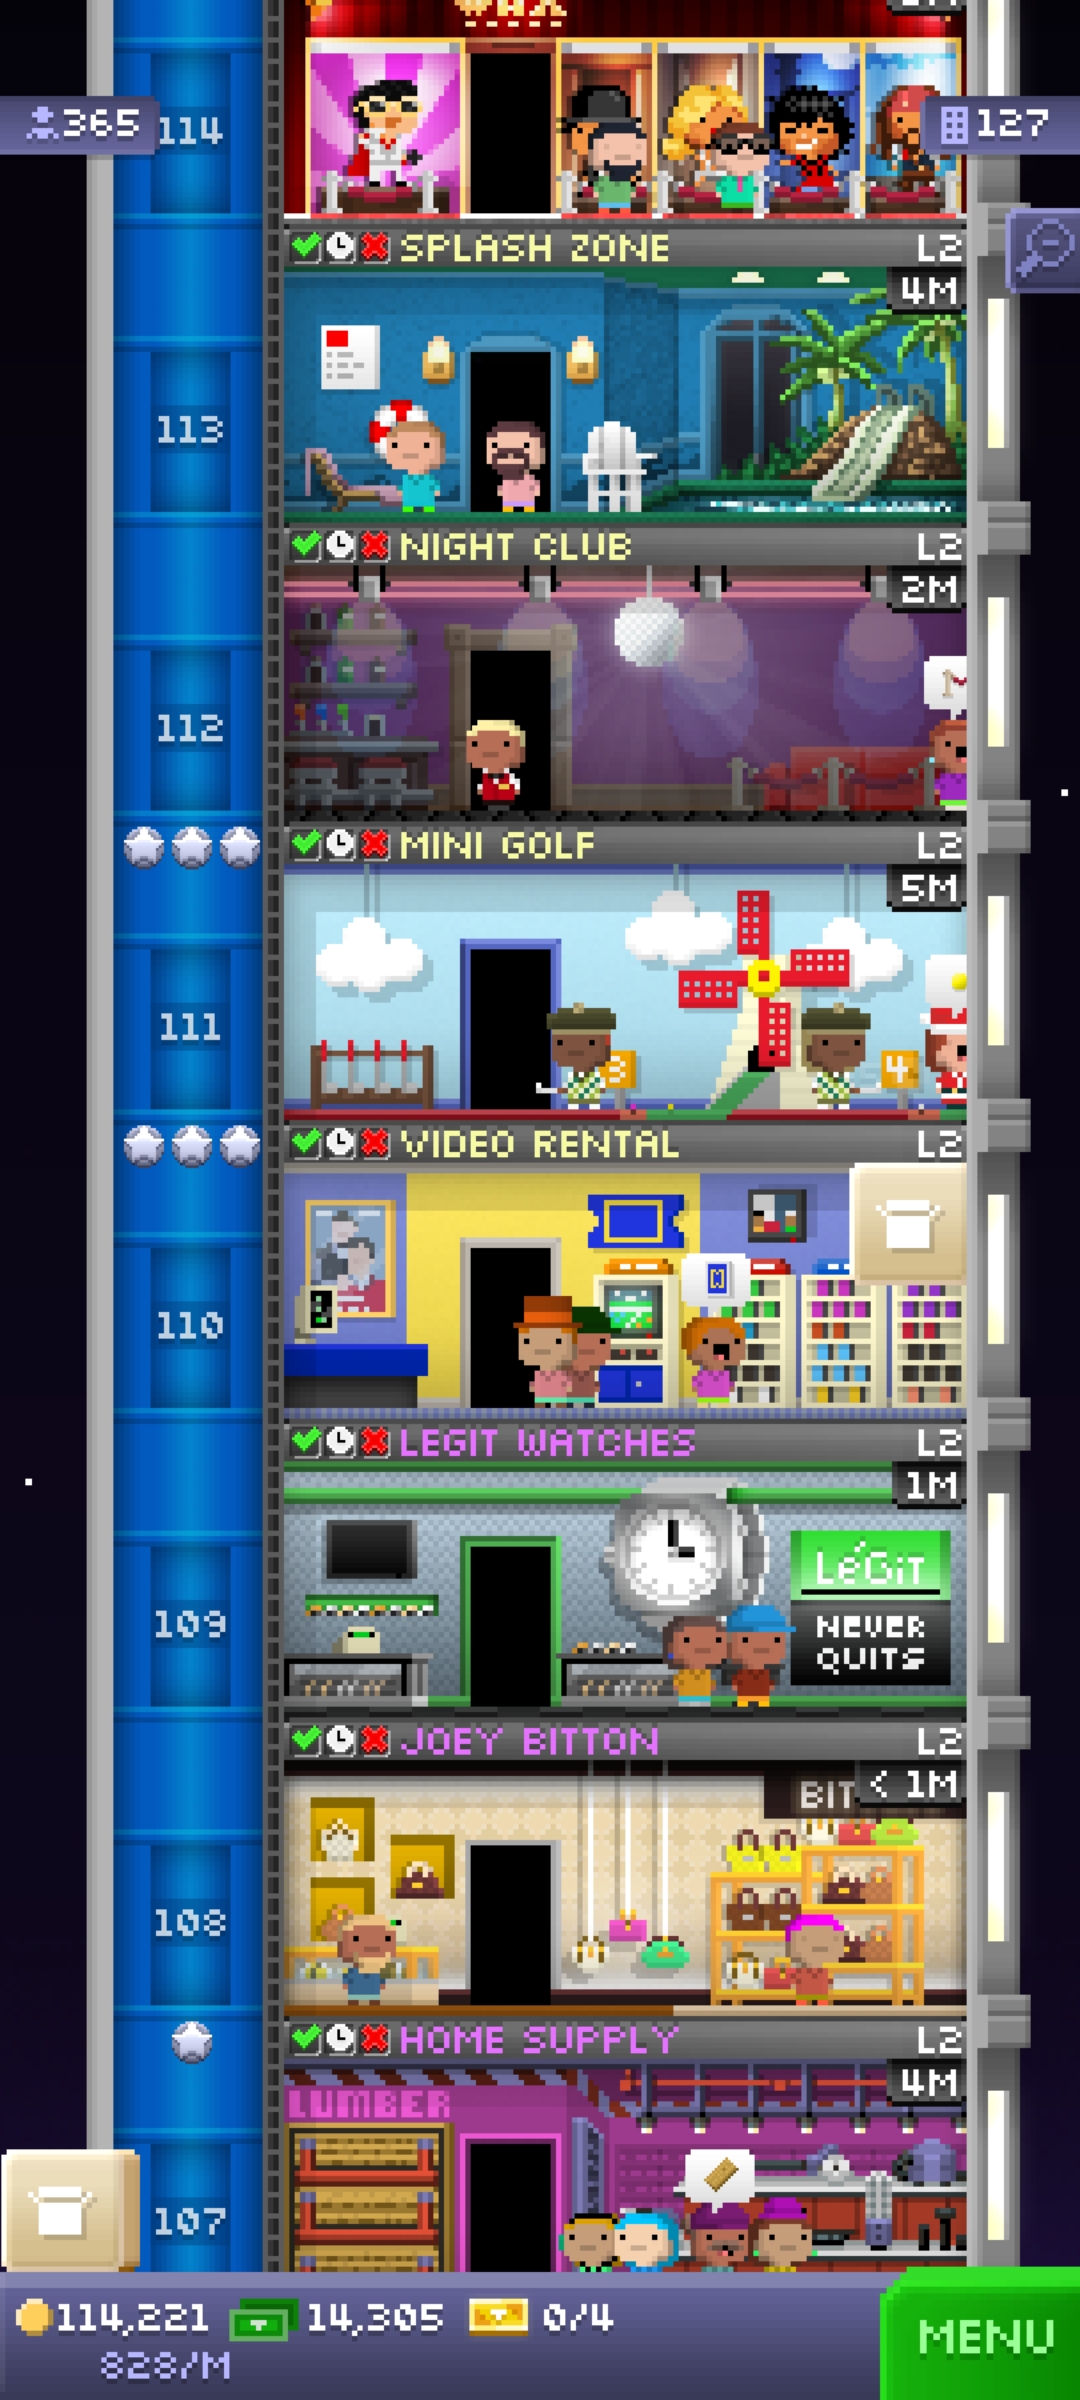 WAX
365
114
127
SPLASH ZONE
L2
4M
113
NIGHT CLUB
L2
2M
112
MINI GOLF
L2
5M
3
4
111
VIDEO RENTAL
L2
110
LEGIT WATCHES
L2
1M
LéGiT
NEVER
QUITS
109
JOEY BITTON
L2
BIT
< 1M
108
HOME SUPPLY
L2
4M
LUMBER
107
114,221
14,305
0/4
828/M
MENU